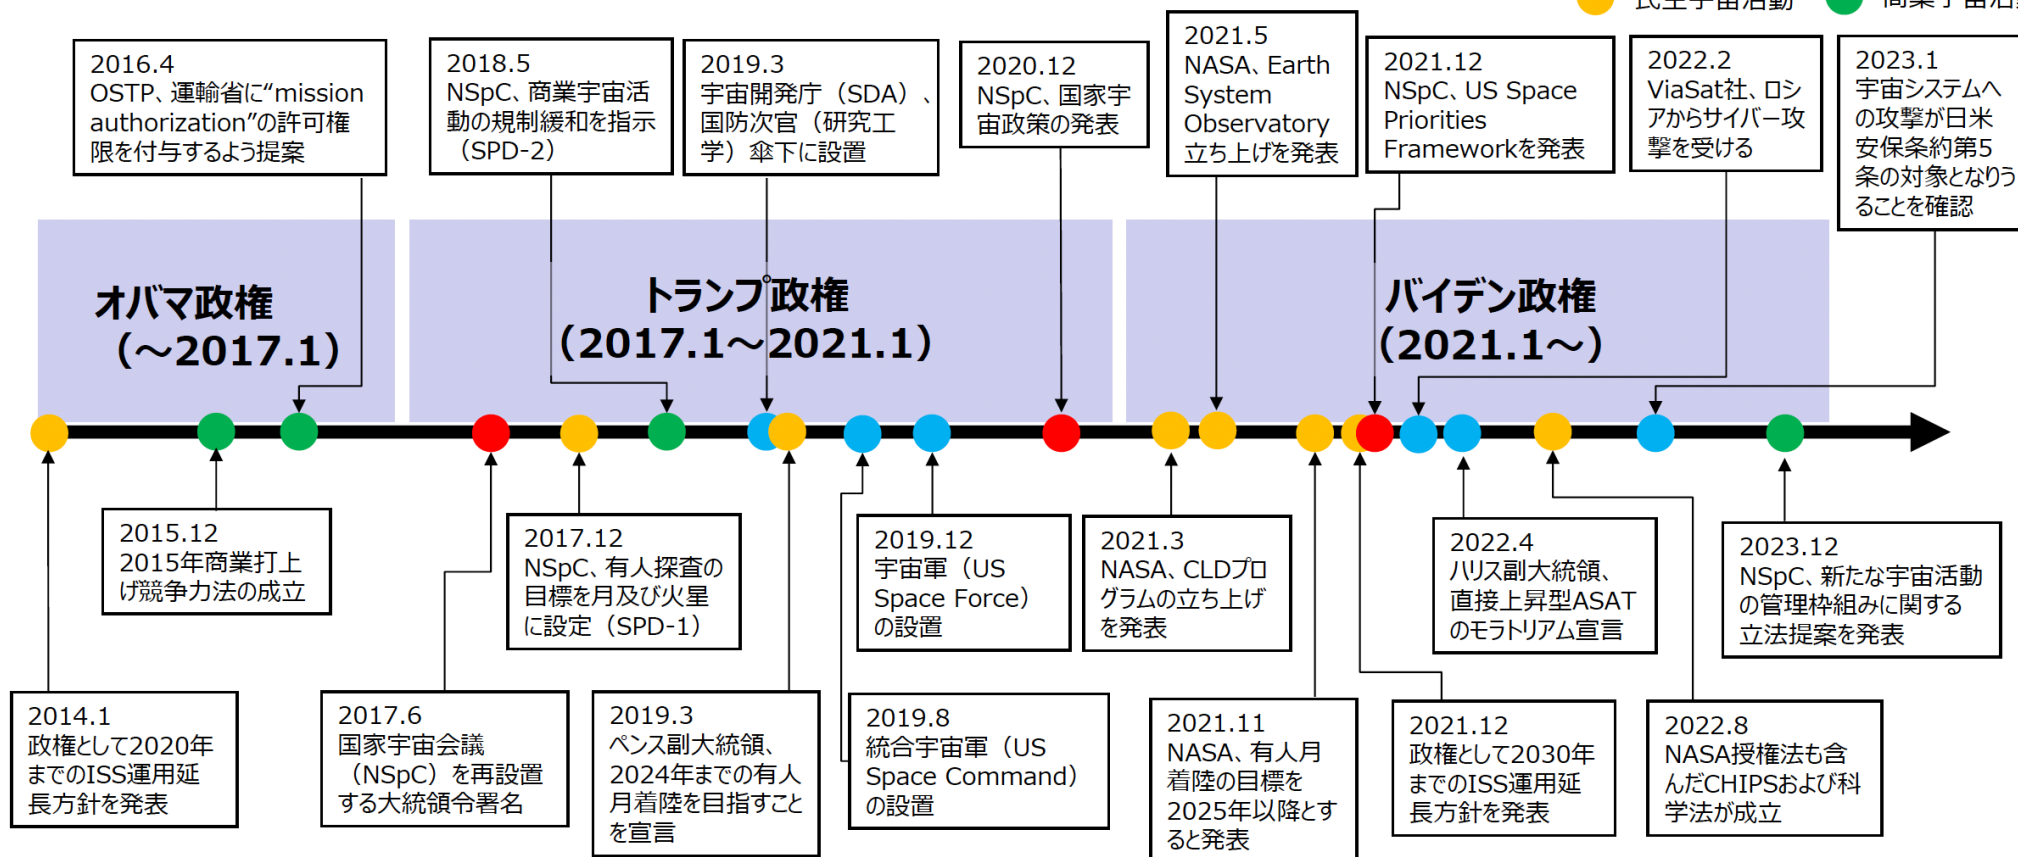 民生宇宙活動
商業宇宙活動
2016.4
OSTP、運輸省に“mission
authorization”の許可権
限を付与するよう提案
2018.5
NSpC、商業宇宙活
動の規制緩和を指示
（SPD-2）
2019.3
宇宙開発庁（SDA）、
国防次官（研究工
学）傘下に設置
2020.12
NSpC、国家宇
宙政策の発表
2021.5
NASA、Earth
System
Observatory
立ち上げを発表
2021.12
NSpC、US Space
Priorities
Frameworkを発表
2022.2
ViaSat社、ロシ
アからサイバー攻
撃を受ける
2023.1
宇宙システムへ
の攻撃が日米
安保条約第5
条の対象となりう
ることを確認
オバマ政権
（～2017.1）
トランプ政権
（2017.1～2021.1）
バイデン政権
（2021.1～）
2015.12
2015年商業打上
げ競争力法の成立
2017.12
NSpC、有人探査の
目標を月及び火星
に設定（SPD-1）
2019.12
宇宙軍（US
Space Force）
の設置
2021.3
NASA、CLDプロ
グラムの立ち上げ
を発表
2022.4
ハリス副大統領、
直接上昇型ASAT
のモラトリアム宣言
2023.12
NSpC、新たな宇宙活動
の管理枠組みに関する
立法提案を発表
2014.1
政権として2020年
までのISS運用延
長方針を発表
2017.6
国家宇宙会議
（NSpC）を再設置
する大統領令署名
2019.3
ペンス副大統領、
2024年までの有人
月着陸を目指すこと
を宣言
2019.8
統合宇宙軍（US
Space Command）
の設置
2021.11
NASA、有人月
着陸の目標を
2025年以降とす
ると発表
2021.12
政権として2030年
までのISS運用延
長方針を発表
2022.8
NASA授権法も含
んだCHIPSおよび科
学法が成立